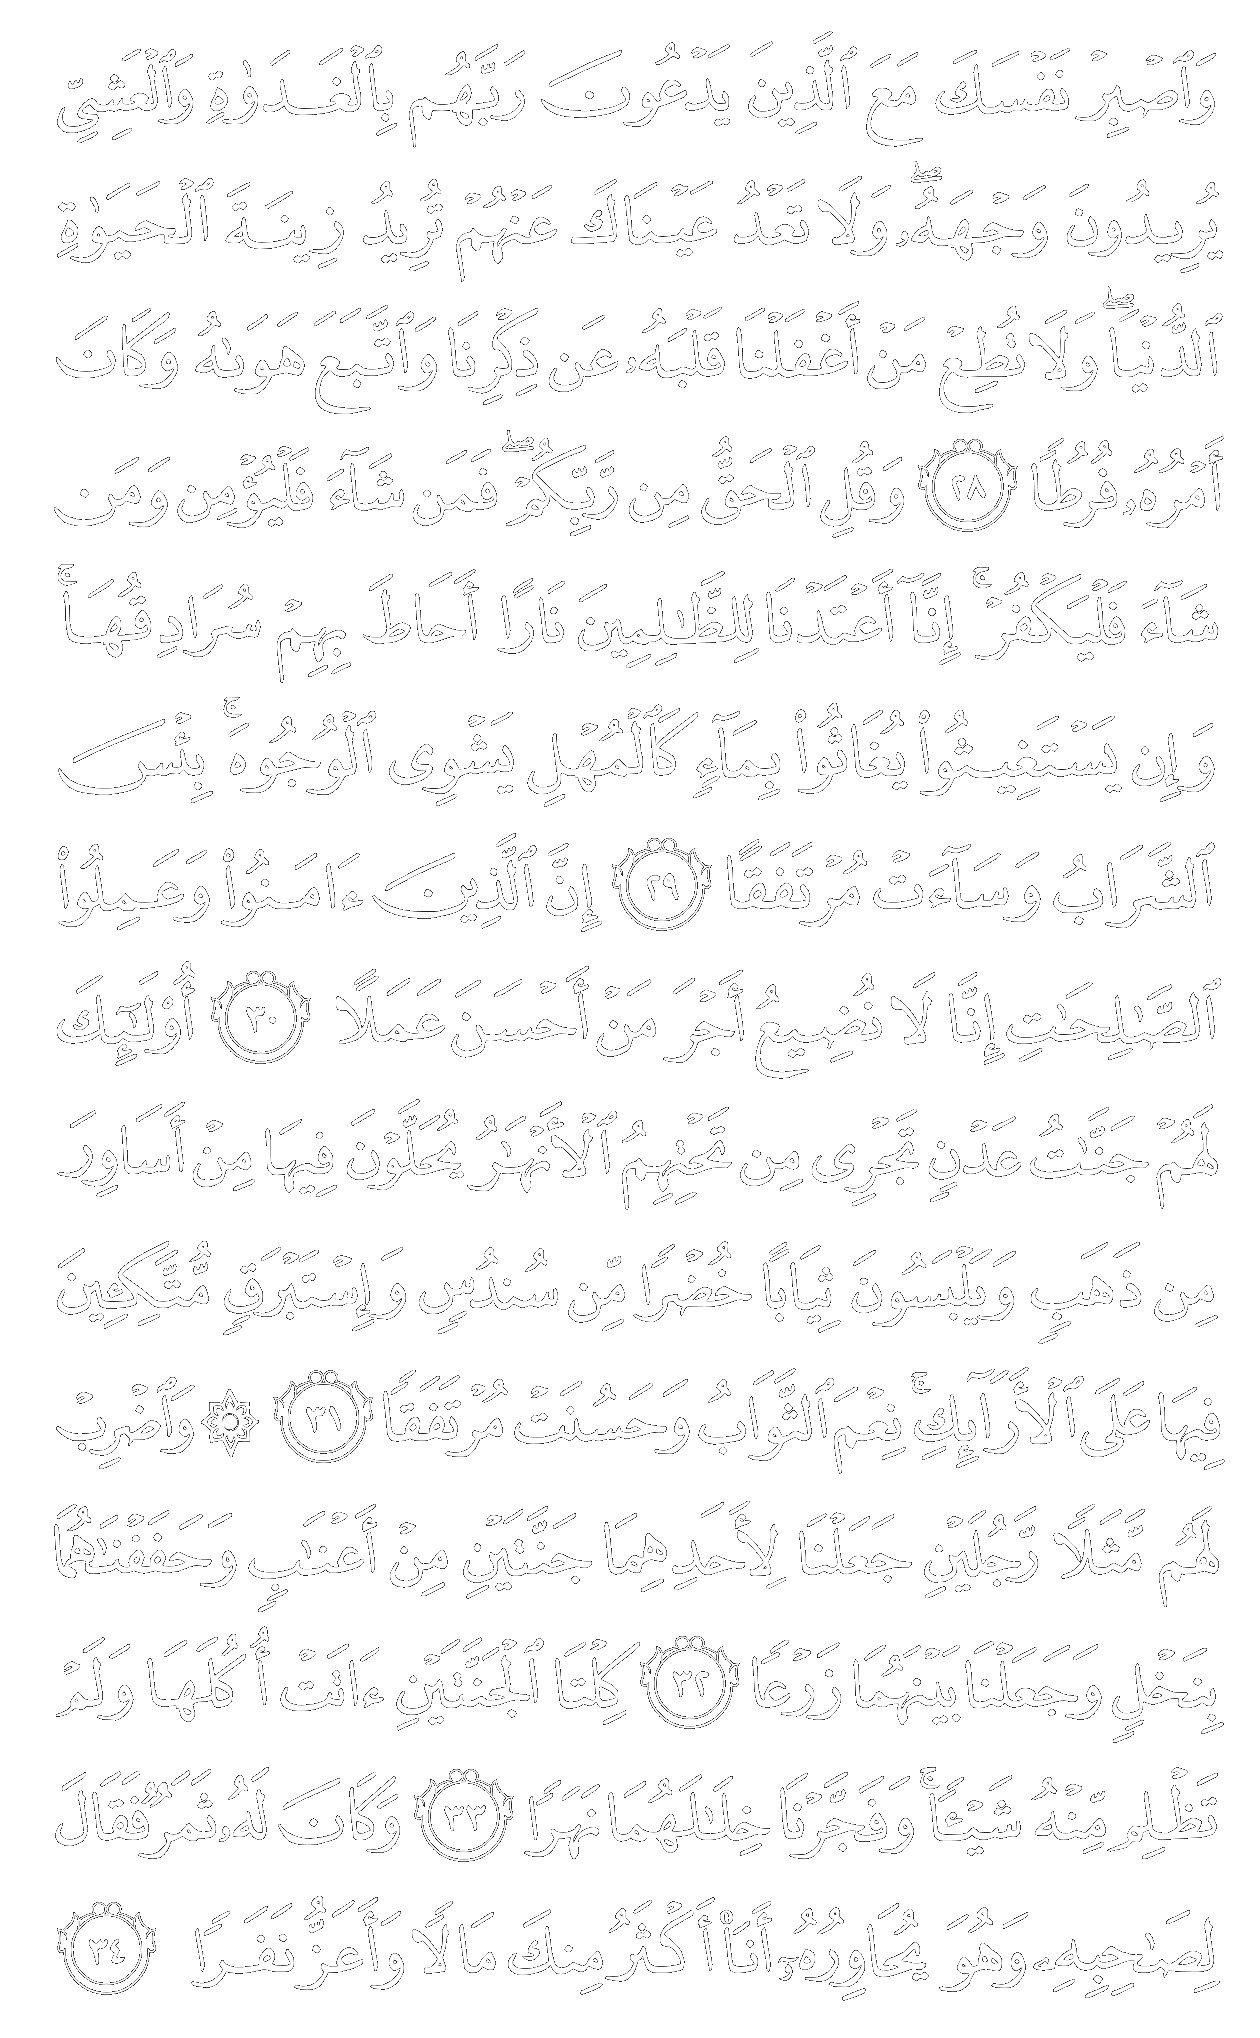 وَٱصْبِرْ نَفْسَكَ مَعَ ٱلَّذِينَ يَدْعُونَ رَبَّهُم بِٱلْغَدَوٰةِ وَٱلْعَشِىِّ
يُرِيدُونَ وَجْهَهُۥ ۖ وَلَا تَعْدُ عَيْنَاكَ عَنْهُمْ تُرِيدُ زِينَةَ ٱلْحَيَوٰةِ
ٱلدُّنْيَا ۖ وَلَا تُطِعْ مَنْ أَغْفَلْنَا قَلْبَهُۥ عَن ذِكْرِنَا وَٱتَّبَعَ هَوَىٰهُ وَكَانَ
أَمْرُهُۥ فُرُطًا ٢٨ وَقُلِ ٱلْحَقُّ مِن رَّبِّكُمْ ۖ فَمَن شَآءَ فَلْيُؤْمِن وَمَن
شَآءَ فَلْيَكْفُرْ ۚ إِنَّآ أَعْتَدْنَا لِلظَّـٰلِمِينَ نَارًا أَحَاطَ بِهِمْ سُرَادِقُهَا ۚ
وَإِن يَسْتَغِيثُوا۟ يُغَاثُوا۟ بِمَآءٍ كَٱلْمُهْلِ يَشْوِى ٱلْوُجُوهَ ۚ بِئْسَ
ٱلشَّرَابُ وَسَآءَتْ مُرْتَفَقًا ٢٩ إِنَّ ٱلَّذِينَ ءَامَنُوا۟ وَعَمِلُوا۟
ٱلصَّـٰلِحَـٰتِ إِنَّا لَا نُضِيعُ أَجْرَ مَنْ أَحْسَنَ عَمَلًا ٣٠ أُو۟لَـٰٓئِكَ
لَهُمْ جَنَّـٰتُ عَدْنٍ تَجْرِى مِن تَحْتِهِمُ ٱلْأَنْهَـٰرُ يُحَلَّوْنَ فِيهَا مِنْ أَسَاوِرَ
مِن ذَهَبٍ وَيَلْبَسُونَ ثِيَابًا خُضْرًا مِّن سُندُسٍ وَإِسْتَبْرَقٍ مُّتَّكِـِٔينَ
فِيهَا عَلَى ٱلْأَرَآئِكِ ۚ نِعْمَ ٱلثَّوَابُ وَحَسُنَتْ مُرْتَفَقًا ٣١ ۞ وَٱضْرِبْ
لَهُم مَّثَلًا رَّجُلَيْنِ جَعَلْنَا لِأَحَدِهِمَا جَنَّتَيْنِ مِنْ أَعْنَـٰبٍ وَحَفَفْنَـٰهُمَا
بِنَخْلٍ وَجَعَلْنَا بَيْنَهُمَا زَرْعًا ٣٢ كِلْتَا ٱلْجَنَّتَيْنِ ءَاتَتْ أُكُلَهَا وَلَمْ
تَظْلِم مِّنْهُ شَيْـًٔا ۚ وَفَجَّرْنَا خِلَـٰلَهُمَا نَهَرًا ٣٣ وَكَانَ لَهُۥ ثَمَرٌ فَقَالَ
لِصَـٰحِبِهِۦ وَهُوَ يُحَاوِرُهُۥٓ أَنَا۠ أَكْثَرُ مِنكَ مَالًا وَأَعَزُّ نَفَرًا ٣٤